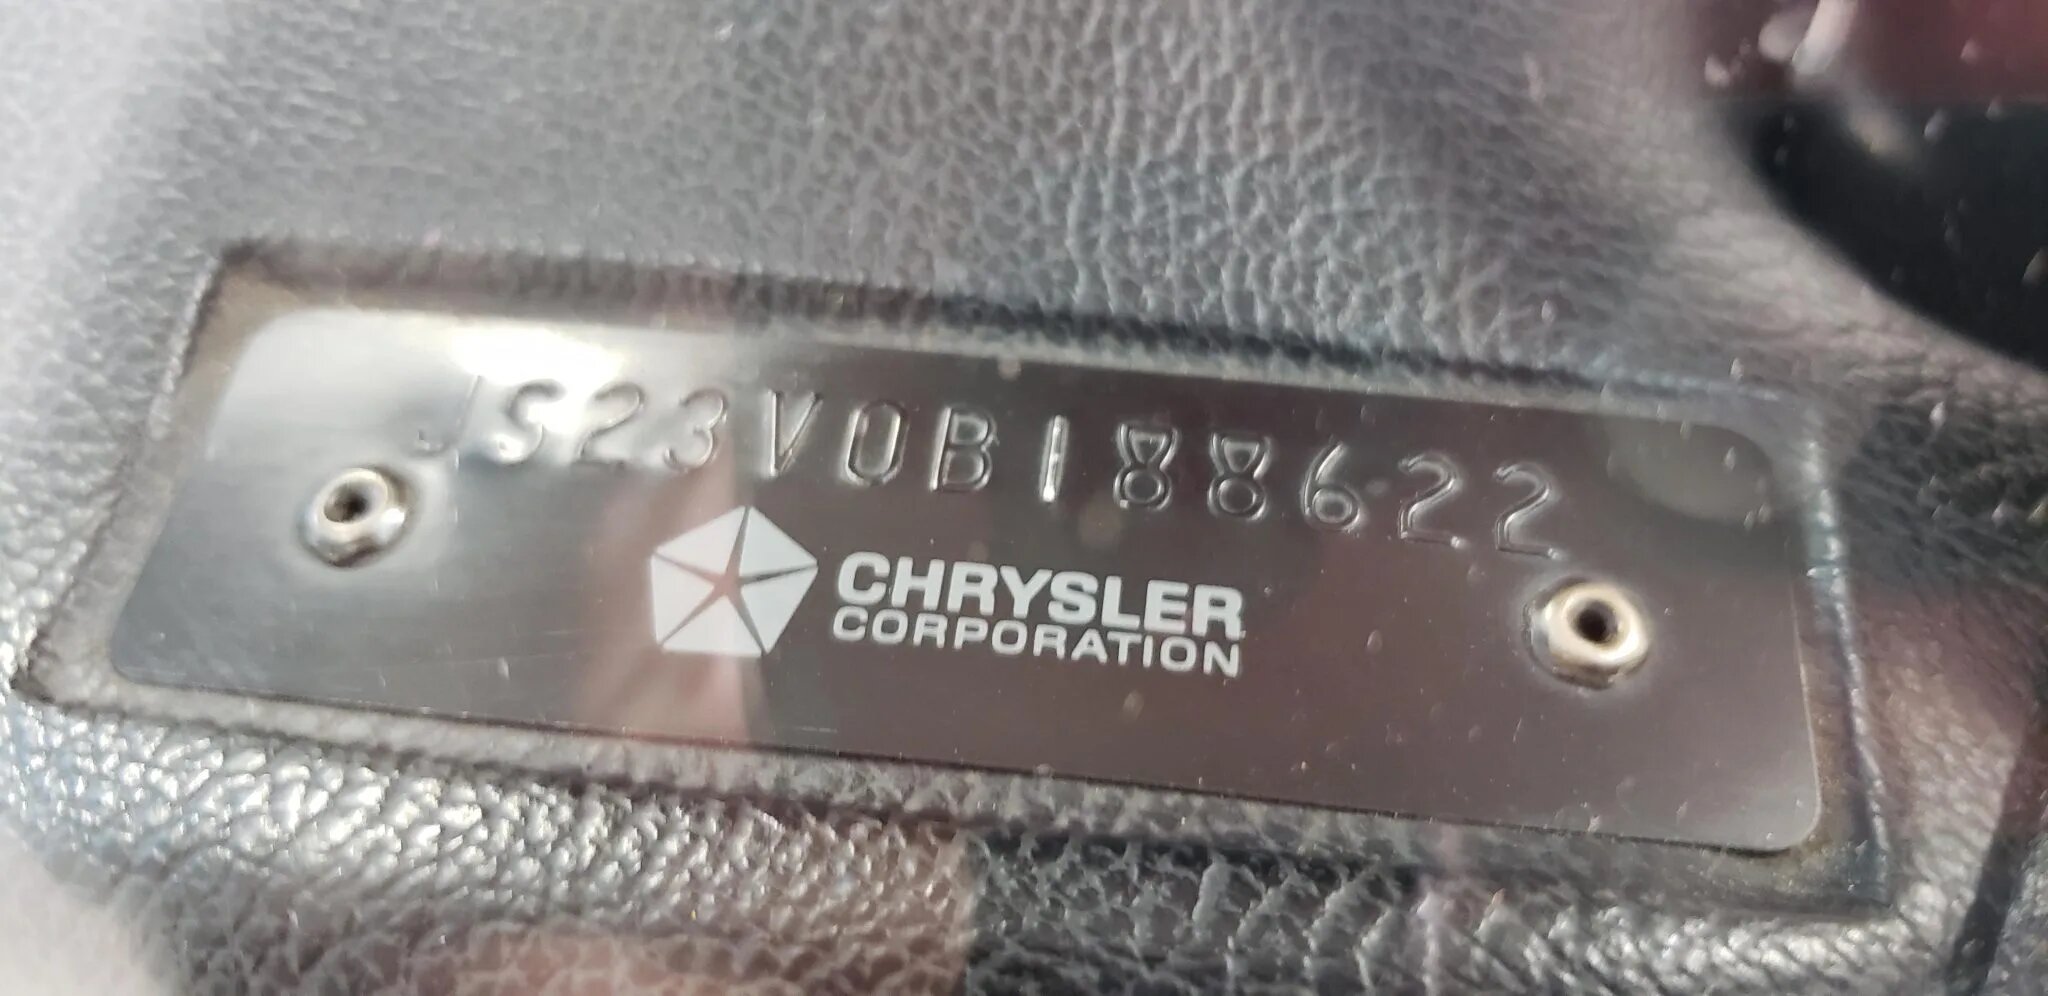 JS23V0B188622
CHRYSLER
CORPORATION